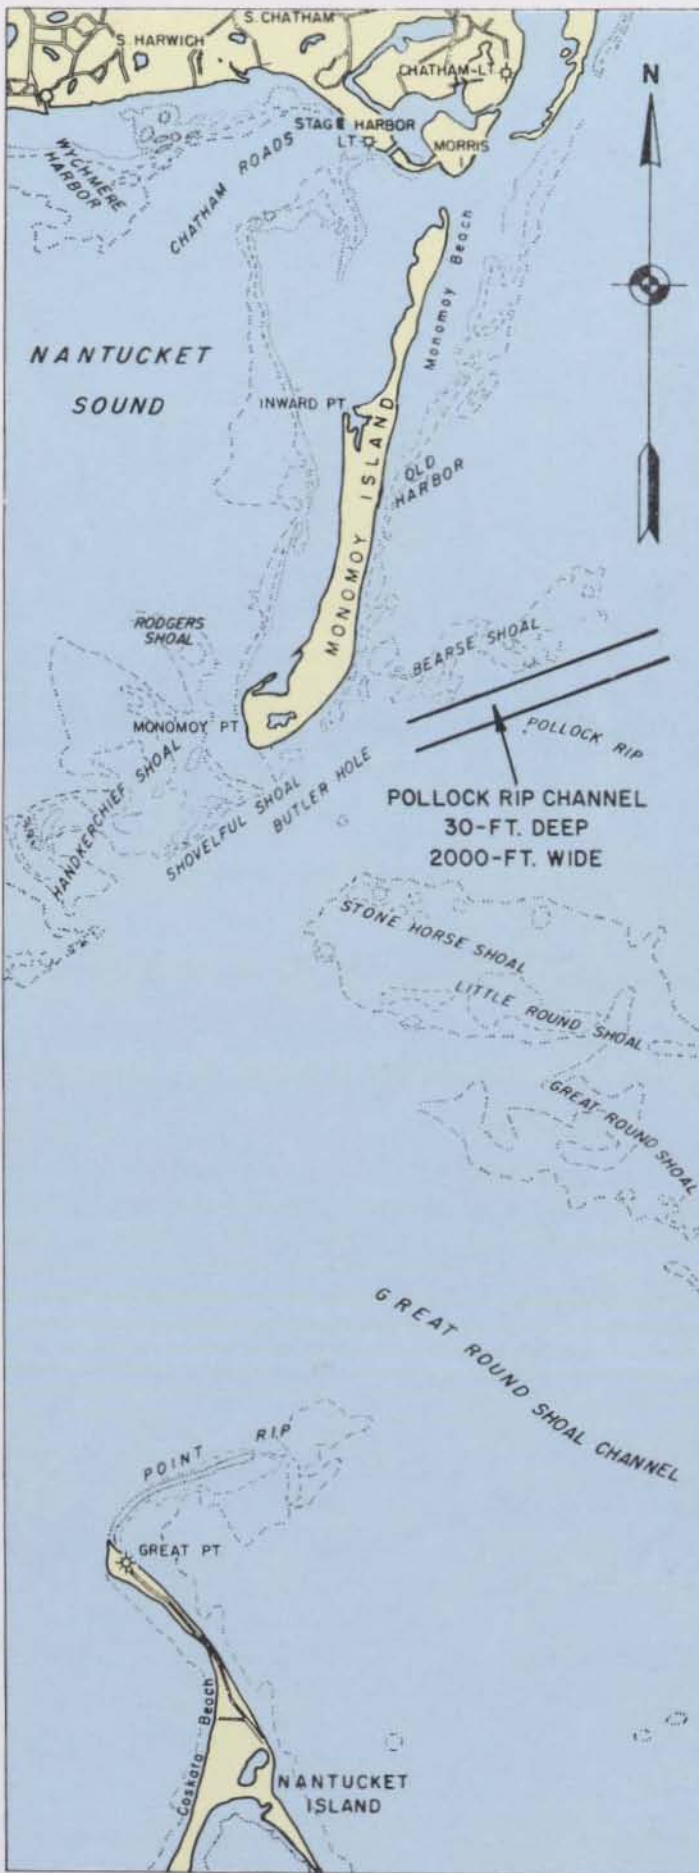 S. CHATHAM
S. HARWICH
CHATHAM-LT
N
STAGE HARBOR
LT
MORRIS
I
WYCHMERE
HARBOR
CHATHAM ROADS
Monomoy Beach
NANTUCKET
SOUND
INWARD PT.
MONOMOY ISLAND
OLD
HARBOR
RODGERS
SHOAL
BEARSE SHOAL
MONOMOY PT
POLLOCK RIP
HANDKERCHIEF SHOAL
SHOVELFUL SHOAL
BUTLER HOLE
POLLOCK RIP CHANNEL
30-FT. DEEP
2000-FT. WIDE
STONE HORSE SHOAL
LITTLE ROUND SHOAL
GREAT-ROUND SHOAL
GREAT ROUND SHOAL CHANNEL
POINT RIP
GREAT PT
Coskata Beach
NANTUCKET
ISLAND